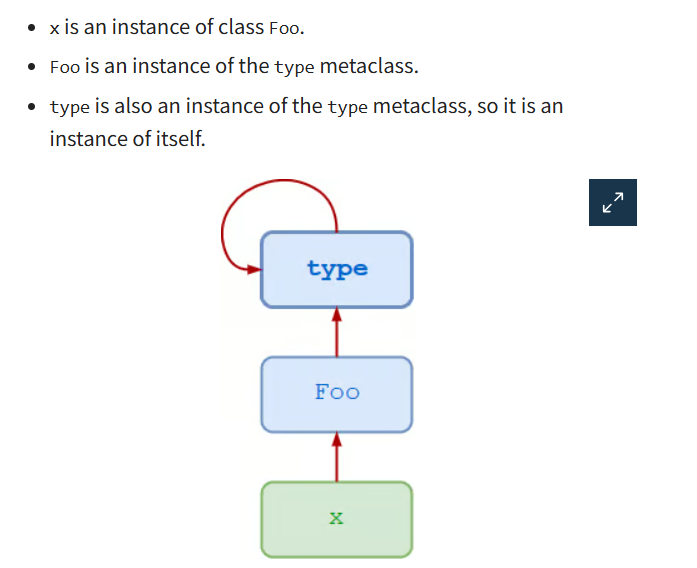 x is an instance of class Foo.
Foo is an instance of the type metaclass.
type is also an instance of the type metaclass, so it is an
instance of itself.
type
Foo
x